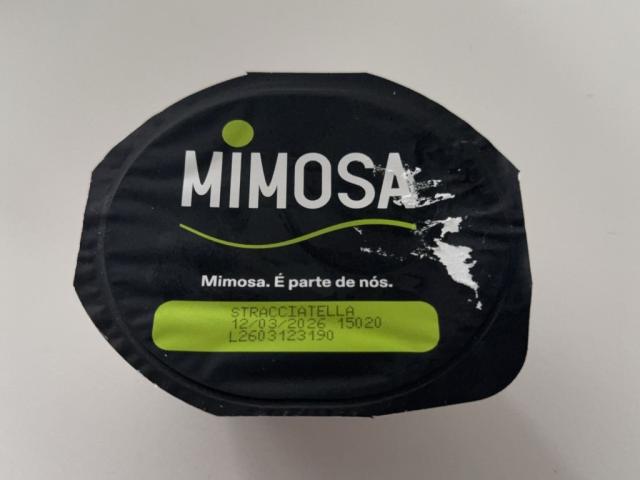 MIMOSA
Mimosa. É parte de nós.
STRACCIATELLA
12/03/2026 15020
L2603123190